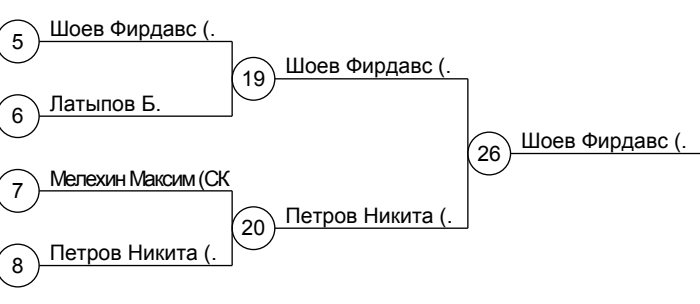 5 Шоев Фирдавс (.
19 Шоев Фирдавс (.
6 Латыпов Б.
26 Шоев Фирдавс (.
7 Мелехин Максим (СК
20 Петров Никита (.
8 Петров Никита (.